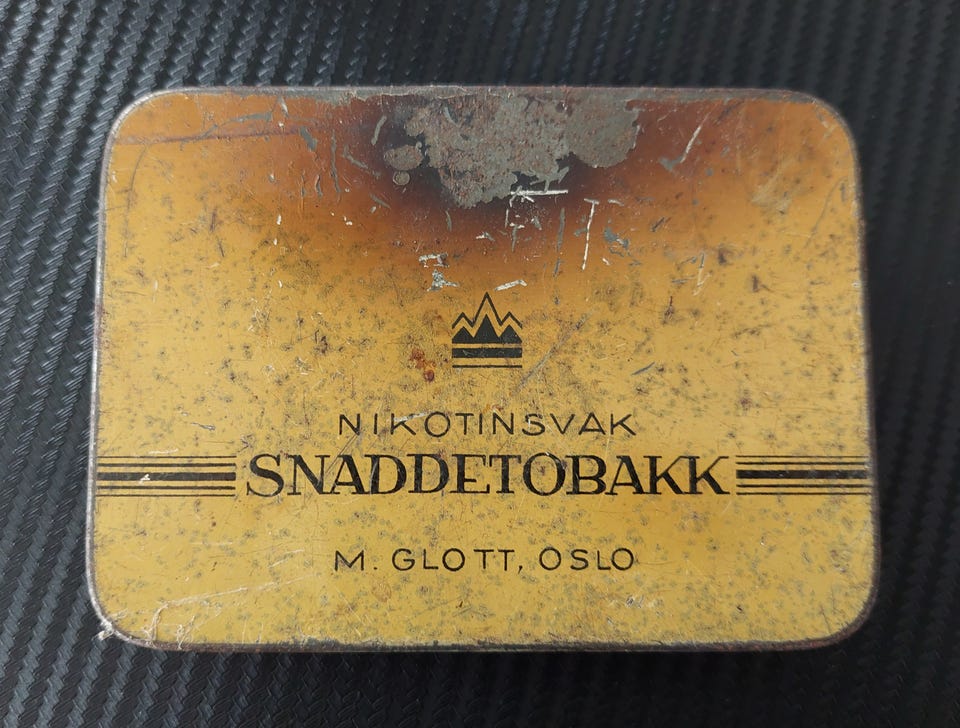 NIKOTINSVAK
SNADDETOBAKK
M. GLOTT, OSLO